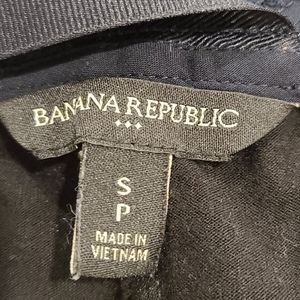 BANANA REPUBLIC
S
P
MADE IN
VIETNAM